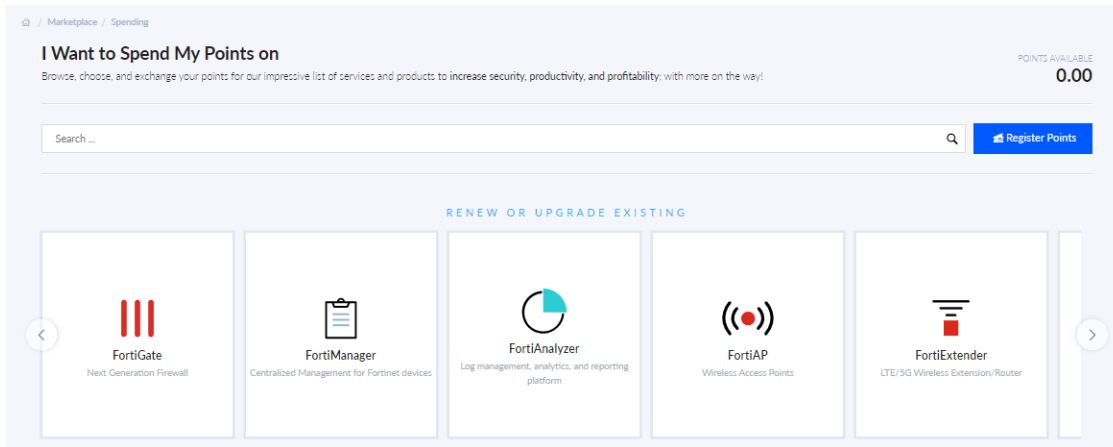 / Marketplace / Spending
I Want to Spend My Points on
Browse, choose, and exchange your points for our impressive list of services and products to increase security, productivity, and profitability; with more on the way!
POINTS AVAILABLE
0.00
Search ...
Register Points
RENEW OR UPGRADE EXISTING
FortiGate
Next Generation Firewall
FortiManager
Centralized Management for Fortinet devices
FortiAnalyzer
Log management, analytics, and reporting
platform
FortiAP
Wireless Access Points
FortiExtender
LTE/5G Wireless Extension/Router